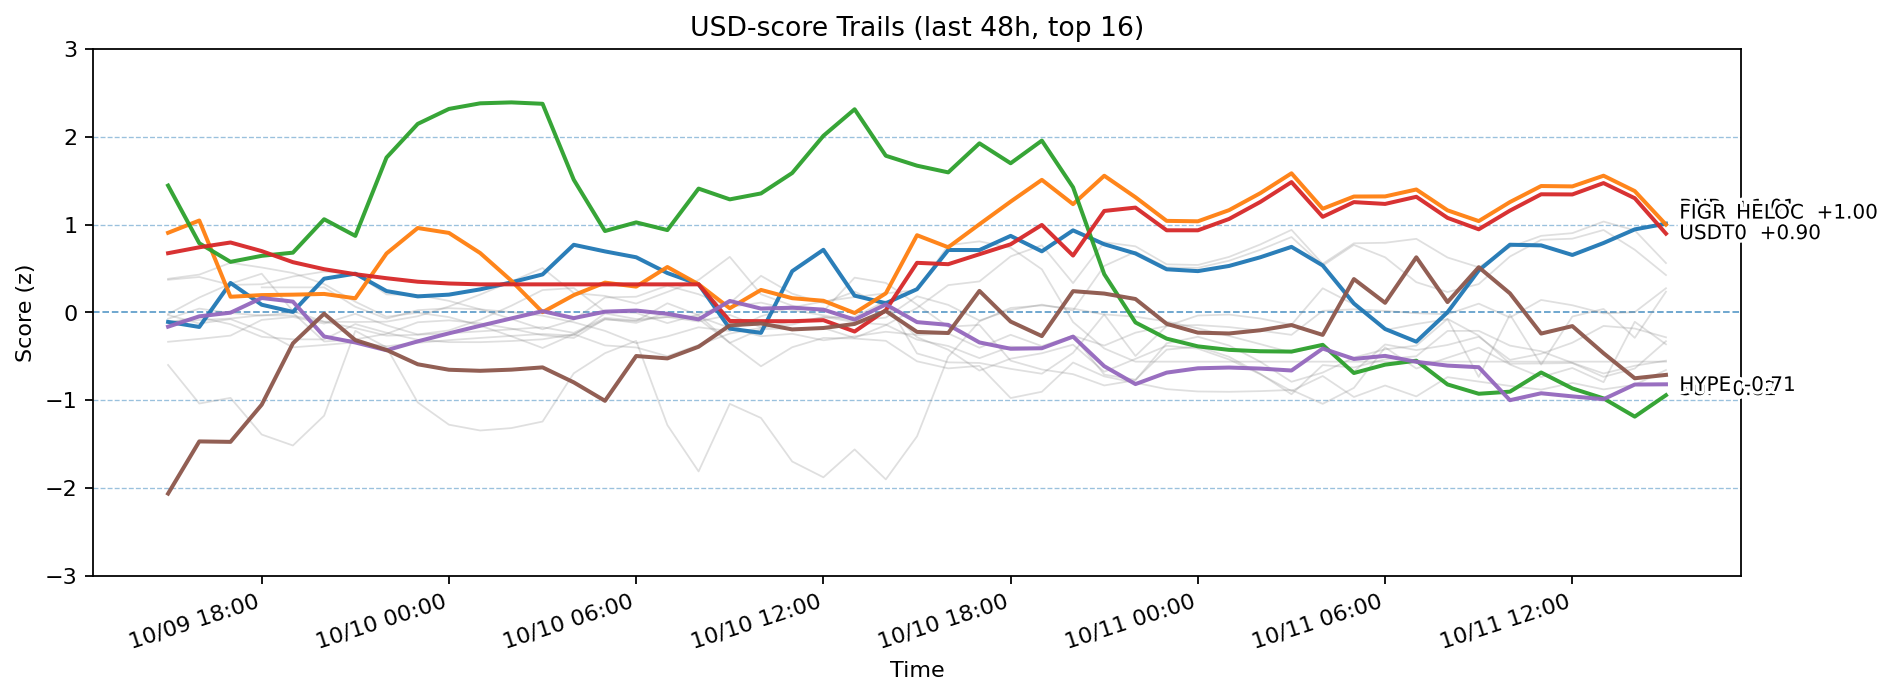 USD-score Trails (last 48h, top 16)
Score (z)
3
2
1
0
−1
−2
−3
FIGR_HELOC +1.00
USDT0 +0.90
HYPE -0.71
10/09 18:00
10/10 00:00
10/10 06:00
10/10 12:00
10/10 18:00
10/11 00:00
10/11 06:00
10/11 12:00
Time